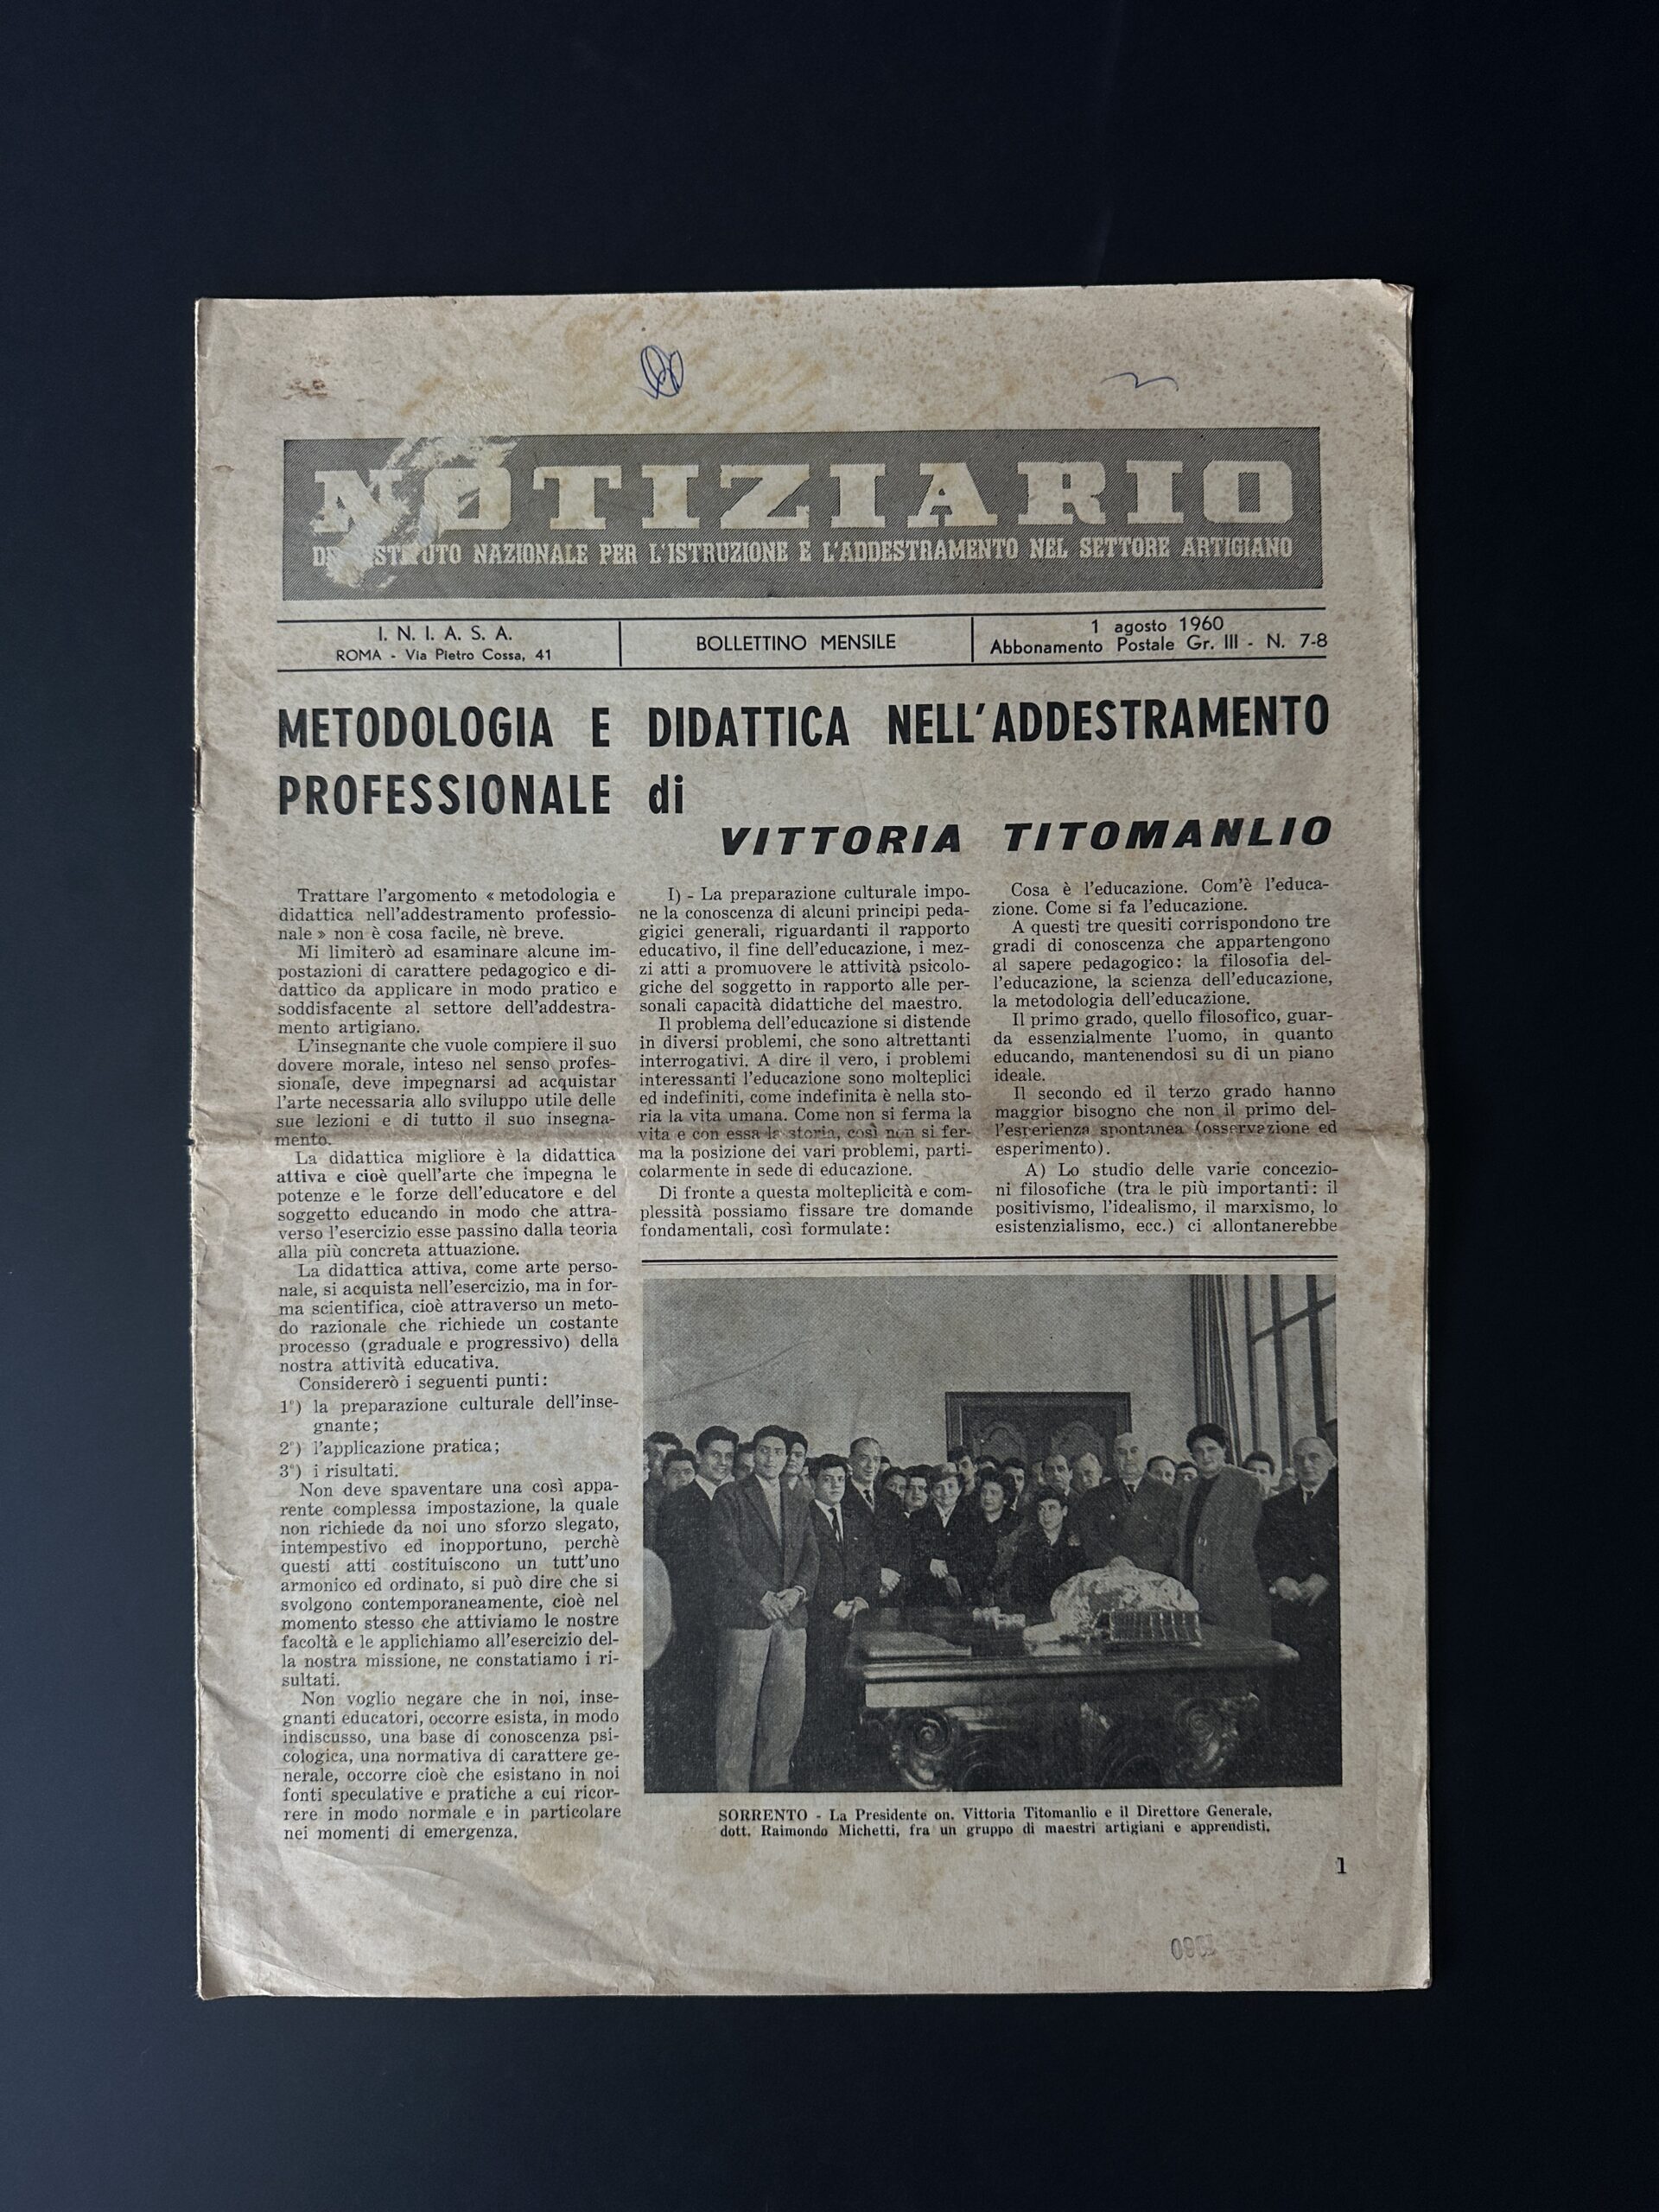 NOTIZIARIO
DELL'ISTITUTO NAZIONALE PER L'ISTRUZIONE E L'ADDESTRAMENTO NEL SETTORE ARTIGIANO
I. N. I. A. S. A.
ROMA - Via Pietro Cossa, 41
BOLLETTINO MENSILE
1 agosto 1960
Abbonamento Postale Gr. III - N. 7-8
METODOLOGIA E DIDATTICA NELL'ADDESTRAMENTO
PROFESSIONALE di
VITTORIA TITOMANLIO
Trattare l'argomento « metodologia e
didattica nell'addestramento professio-
nale » non è cosa facile, nè breve.
Mi limiterò ad esaminare alcune im-
postazioni di carattere pedagogico e di-
dattico da applicare in modo pratico e
soddisfacente al settore dell'addestra-
mento artigiano.
L'insegnante che vuole compiere il suo
dovere morale, inteso nel senso profes-
sionale, deve impegnarsi ad acquistar
l'arte necessaria allo sviluppo utile delle
sue lezioni e di tutto il suo insegna-
mento.
La didattica migliore è la didattica
attiva e cioè quell'arte che impegna le
potenze e le forze dell'educatore e del
soggetto educando in modo che attra-
verso l'esercizio esse passino dalla teoria
alla più concreta attuazione.
La didattica attiva, come arte perso-
nale, si acquista nell'esercizio, ma in for-
ma scientifica, cioè attraverso un meto-
do razionale che richiede un costante
processo (graduale e progressivo) della
nostra attività educativa.
Considererò i seguenti punti:
1°) la preparazione culturale dell'inse-
gnante;
2°) l'applicazione pratica;
3°) i risultati.
Non deve spaventare una così appa-
rente complessa impostazione, la quale
non richiede da noi uno sforzo slegato,
intempestivo ed inopportuno, perchè
questi atti costituiscono un tutt'uno
armonico ed ordinato, si può dire che si
svolgono contemporaneamente, cioè nel
momento stesso che attiviamo le nostre
facoltà e le applichiamo all'esercizio del-
la nostra missione, ne constatiamo i ri-
sultati.
Non voglio negare che in noi, inse-
gnanti educatori, occorre esista, in modo
indiscusso, una base di conoscenza psi-
cologica, una normativa di carattere ge-
nerale, occorre cioè che esistano in noi
fonti speculative e pratiche a cui ricor-
rere in modo normale e in particolare
nei momenti di emergenza.
I) - La preparazione culturale impo-
ne la conoscenza di alcuni principi peda-
gigici generali, riguardanti il rapporto
educativo, il fine dell'educazione, i mez-
zi atti a promuovere le attività psicolo-
giche del soggetto in rapporto alle per-
sonali capacità didattiche del maestro.
Il problema dell'educazione si distende
in diversi problemi, che sono altrettanti
interrogativi. A dire il vero, i problemi
interessanti l'educazione sono molteplici
ed indefiniti, come indefinita è nella sto-
ria la vita umana. Come non si ferma la
vita e con essa la storia, così non si fer-
ma la posizione dei vari problemi, parti-
colarmente in sede di educazione.
Di fronte a questa molteplicità e com-
plessità possiamo fissare tre domande
fondamentali, così formulate:
Cosa è l'educazione. Com'è l'educa-
zione. Come si fa l'educazione.
A questi tre quesiti corrispondono tre
gradi di conoscenza che appartengono
al sapere pedagogico: la filosofia del-
l'educazione, la scienza dell'educazione,
la metodologia dell'educazione.
Il primo grado, quello filosofico, guar-
da essenzialmente l'uomo, in quanto
educando, mantenendosi su di un piano
ideale.
Il secondo ed il terzo grado hanno
maggior bisogno che non il primo del-
l'esperienza spontanea (osservazione ed
esperimento).
A) Lo studio delle varie concezio-
ni filosofiche (tra le più importanti: il
positivismo, l'idealismo, il marxismo, lo
esistenzialismo, ecc.) ci allontanerebbe
SORRENTO - La Presidente on. Vittoria Titomanlio e il Direttore Generale,
dott. Raimondo Michetti, fra un gruppo di maestri artigiani e apprendisti.
1